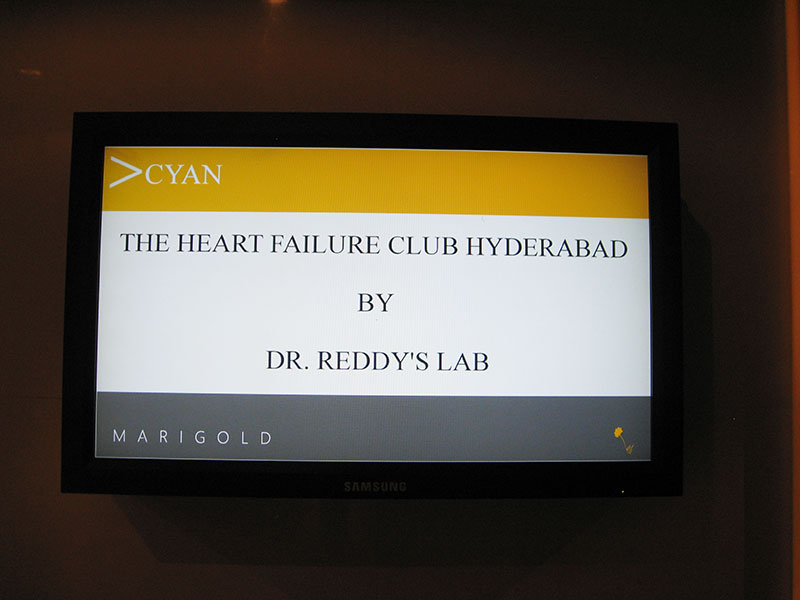 >CYAN
THE HEART FAILURE CLUB HYDERABAD
BY
DR. REDDY'S LAB
MARIGOLD
SAMSUNG